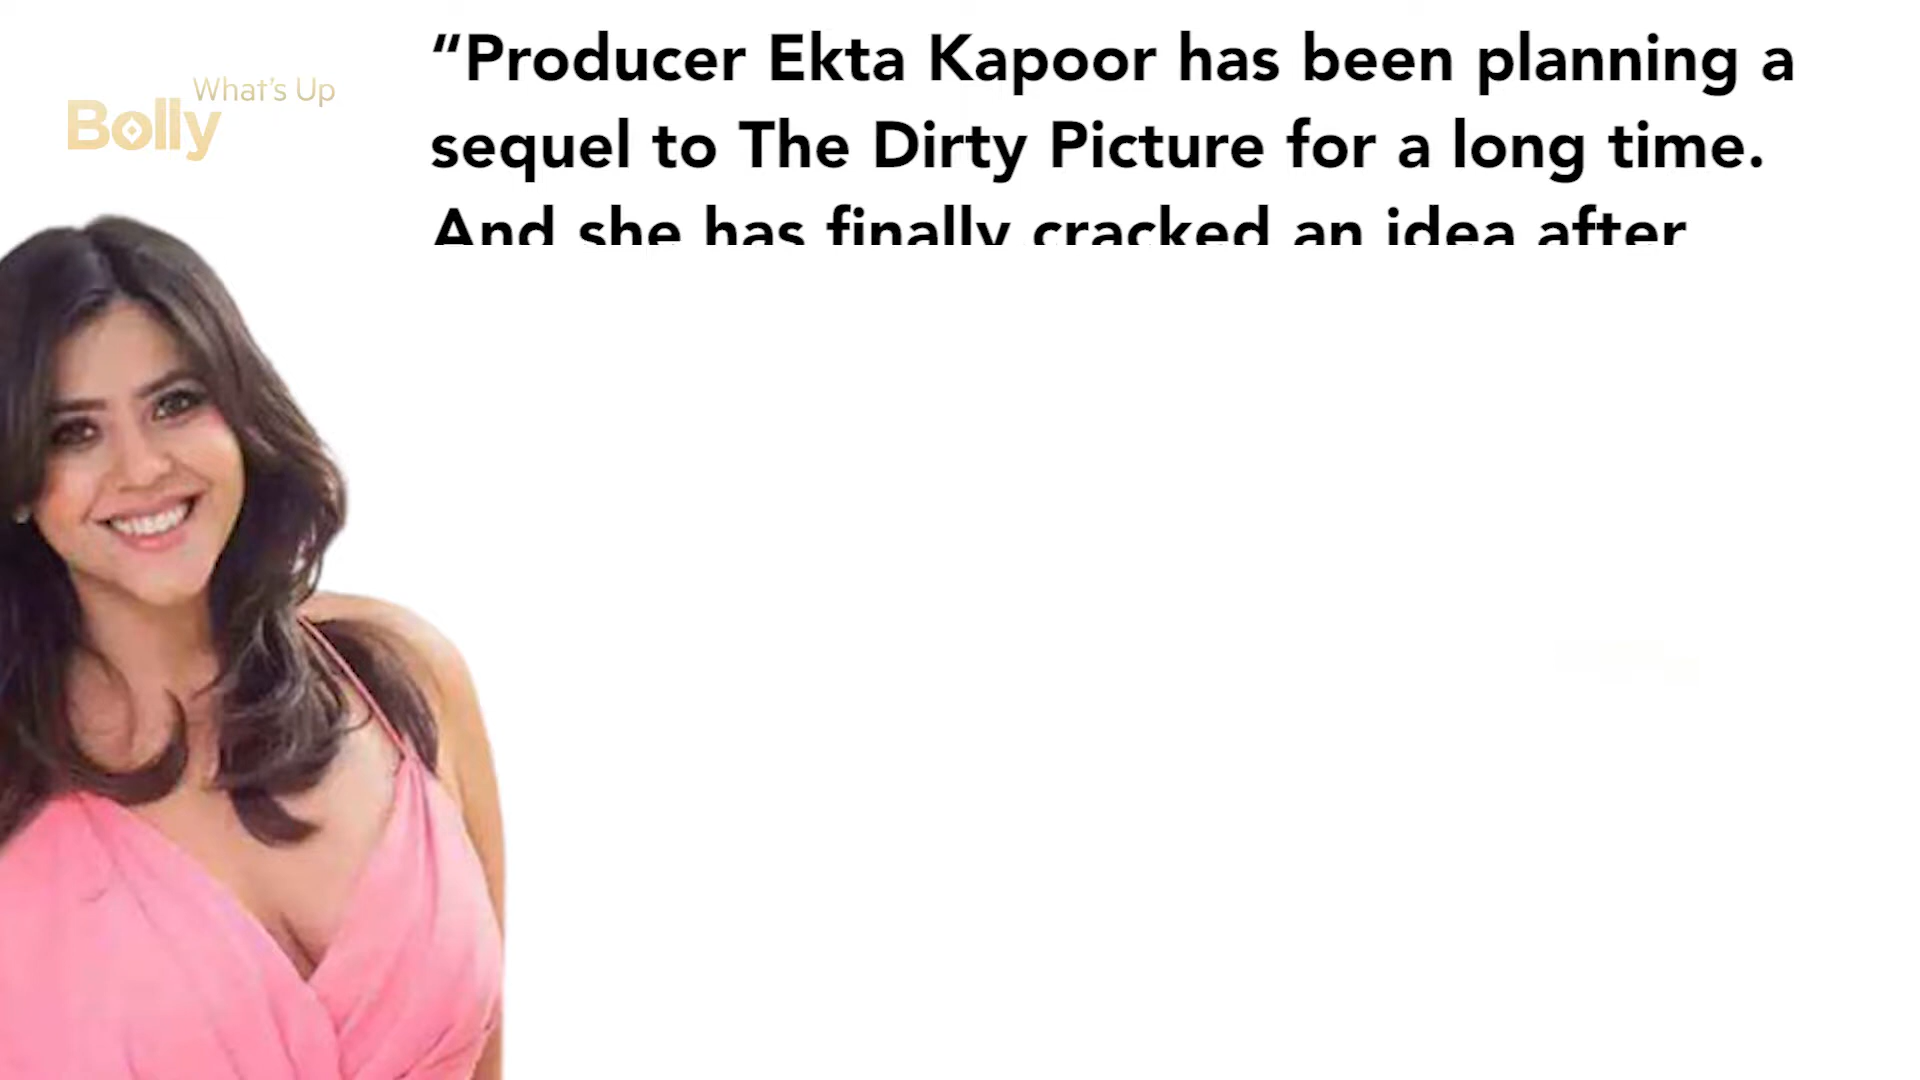 What's Up
Bolly
“Producer Ekta Kapoor has been planning a
sequel to The Dirty Picture for a long time.
And she has finally cracked an idea after